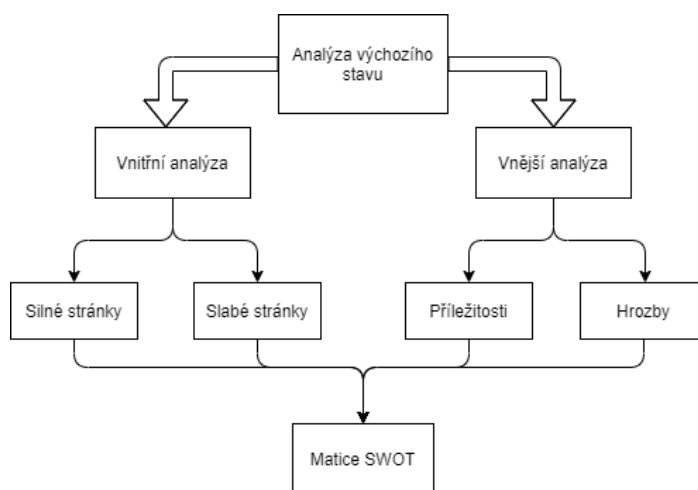 Analýza výchozího
stavu
Vnitřní analýza
Vnější analýza
Silné stránky
Slabé stránky
Příležitosti
Hrozby
Matice SWOT